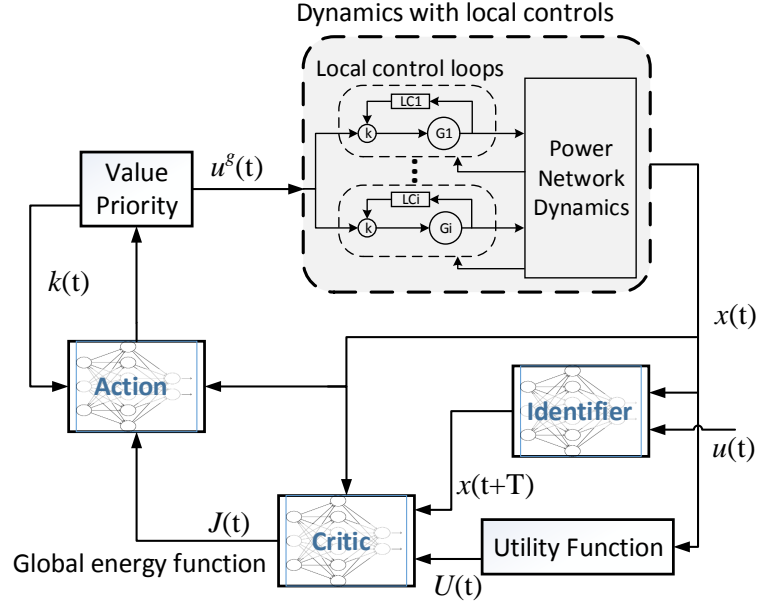 Dynamics with local controls
Local control loops
LC1
k
G1
LCi
k
Gi
Power
Network
Dynamics
Value
Priority
u^g(t)
k(t)
x(t)
Action
Identifier
u(t)
x(t+T)
J(t)
Critic
Utility Function
Global energy function
U(t)